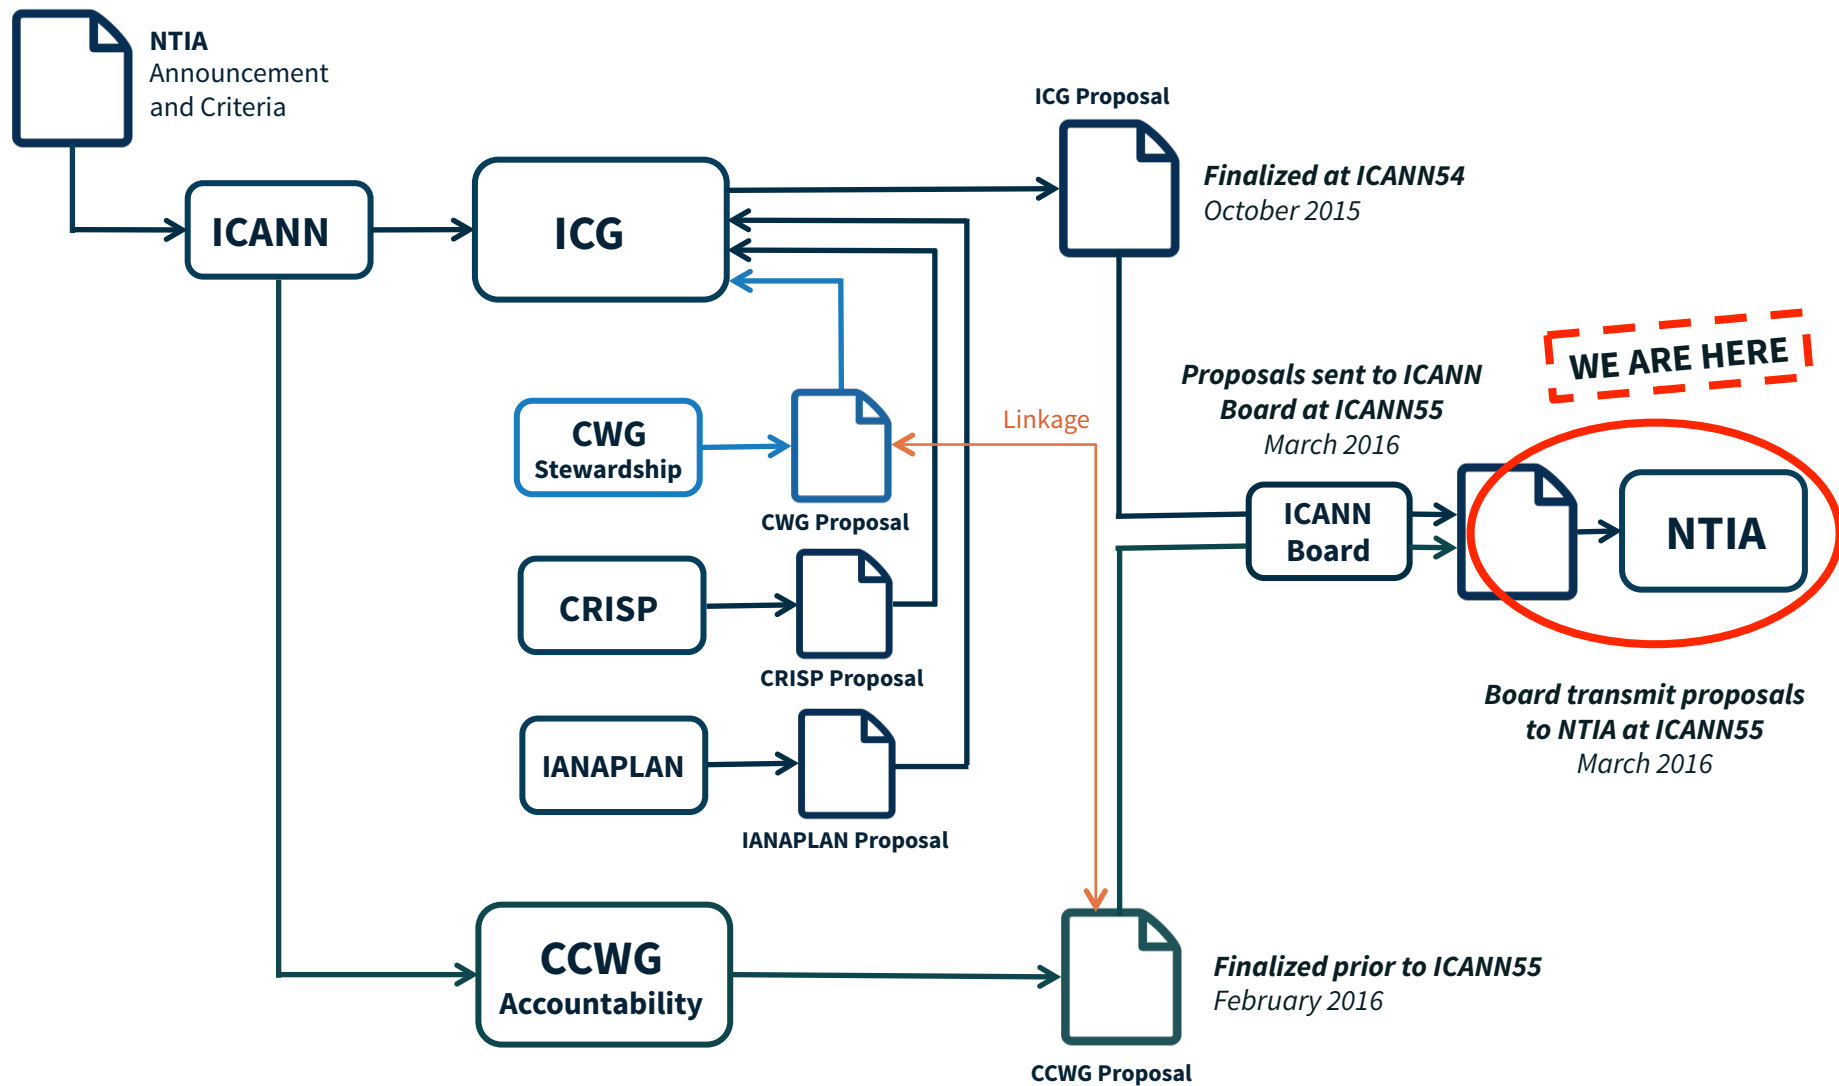 NTIA
Announcement
and Criteria
ICG Proposal
Finalized at ICANN54
October 2015
ICANN
ICG
WE ARE HERE
Proposals sent to ICANN
Board at ICANN55
March 2016
Linkage
CWG
Stewardship
CWG Proposal
ICANN
Board
NTIA
CRISP
CRISP Proposal
Board transmit proposals
to NTIA at ICANN55
March 2016
IANAPLAN
IANAPLAN Proposal
CCWG
Accountability
Finalized prior to ICANN55
February 2016
CCWG Proposal